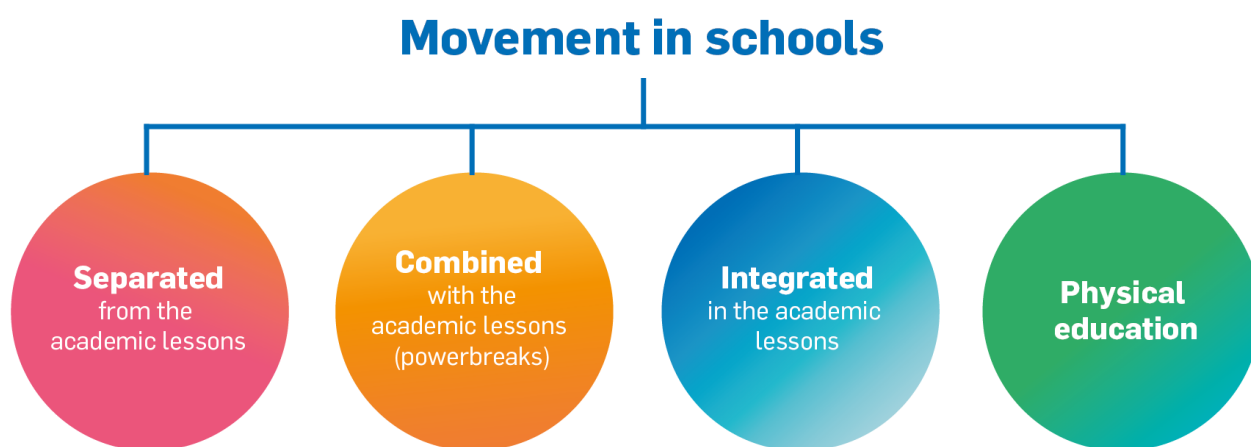 Movement in schools
Separated
from the
academic lessons
Combined
with the
academic lessons
(powerbreaks)
Integrated
in the academic
lessons
Physical
education